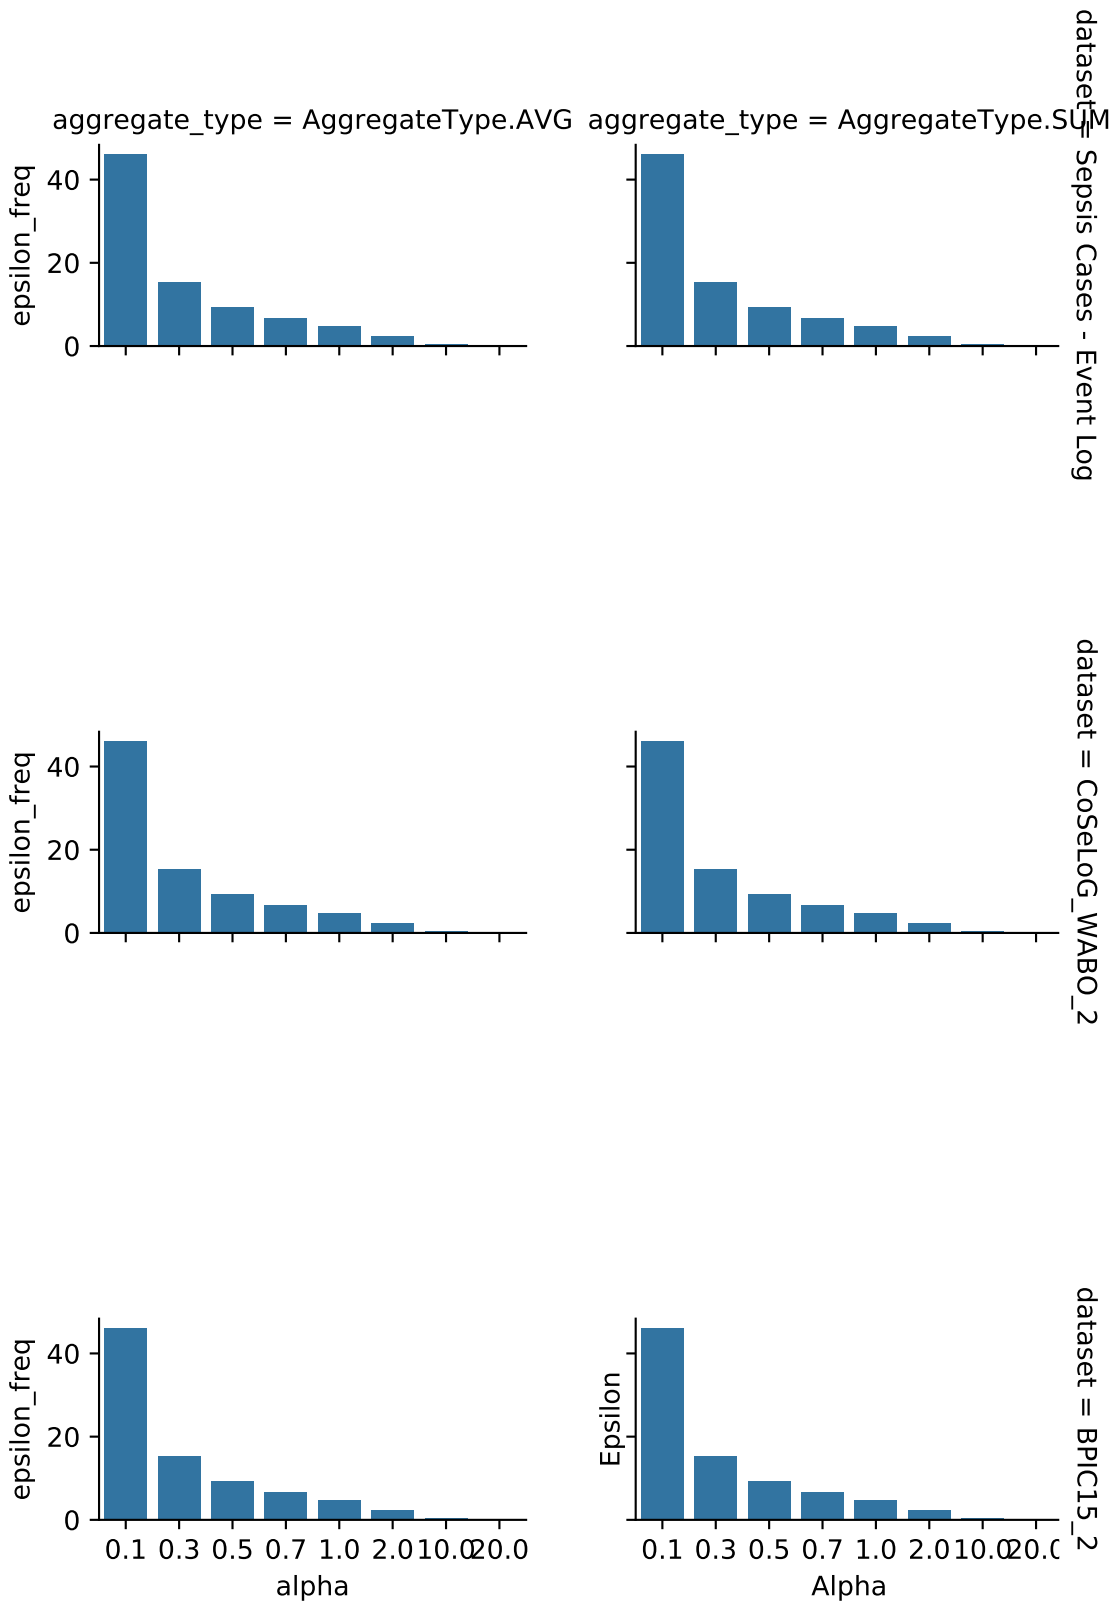 aggregate_type = AggregateType.AVG
aggregate_type = AggregateType.SUM
dataset = Sepsis Cases - Event Log
epsilon_freq
40
20
0
dataset = CoSeLoG_WABO_2
epsilon_freq
40
20
0
dataset = BPIC15_2
epsilon_freq
40
20
0
Epsilon
0.1 0.3 0.5 0.7 1.0 2.0 10.0 20.0
0.1 0.3 0.5 0.7 1.0 2.0 10.0 20.0
alpha
Alpha